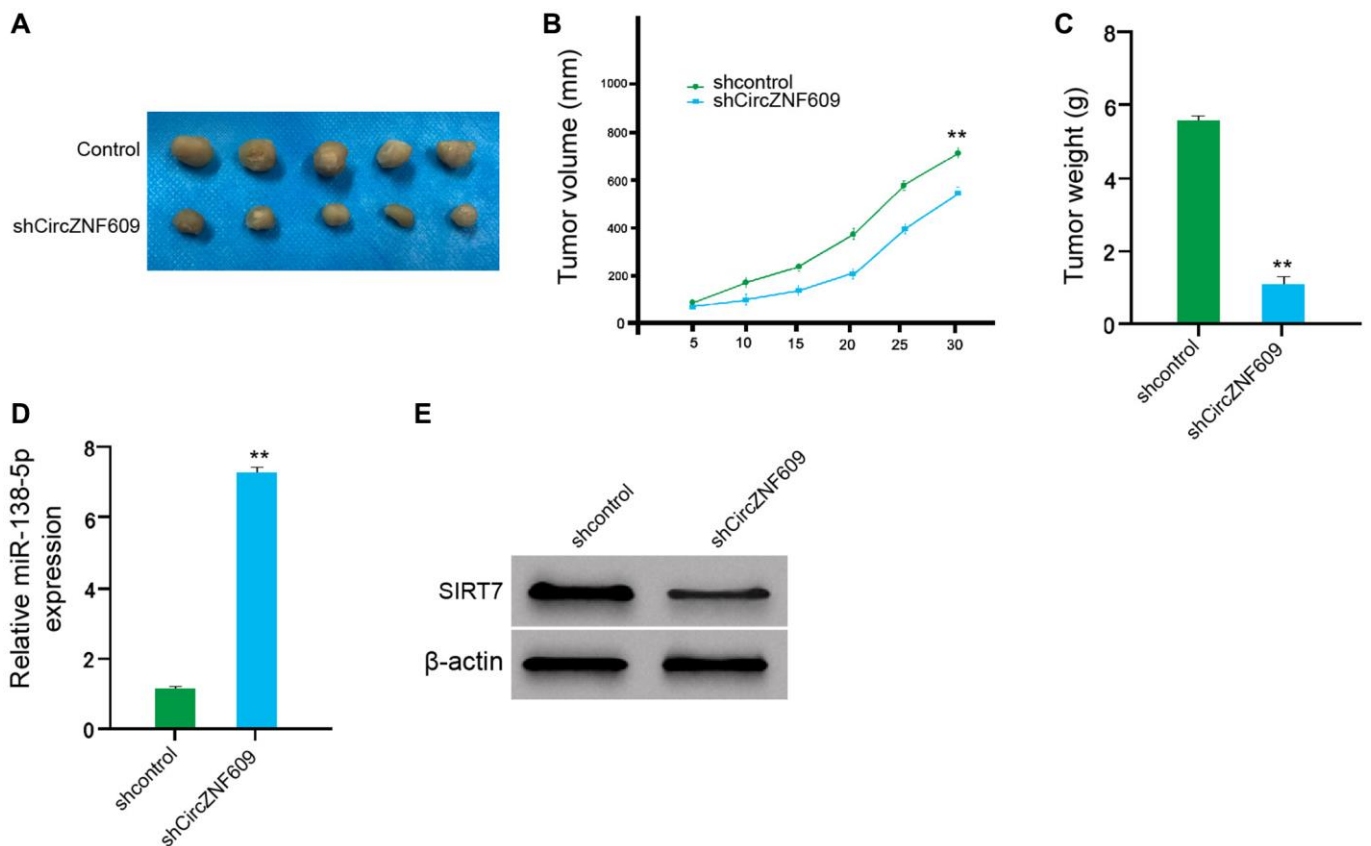 A
Control
shCircZNF609
B
Tumor volume (mm)
1000
800
600
400
200
0
shcontrol
shCircZNF609
**
5
10
15
20
25
30
C
Tumor weight (g)
8
6
4
2
0
**
shcontrol
shCircZNF609
D
Relative miR-138-5p
expression
8
6
4
2
0
**
shcontrol
shCircZNF609
E
shcontrol
shCircZNF609
SIRT7
β-actin